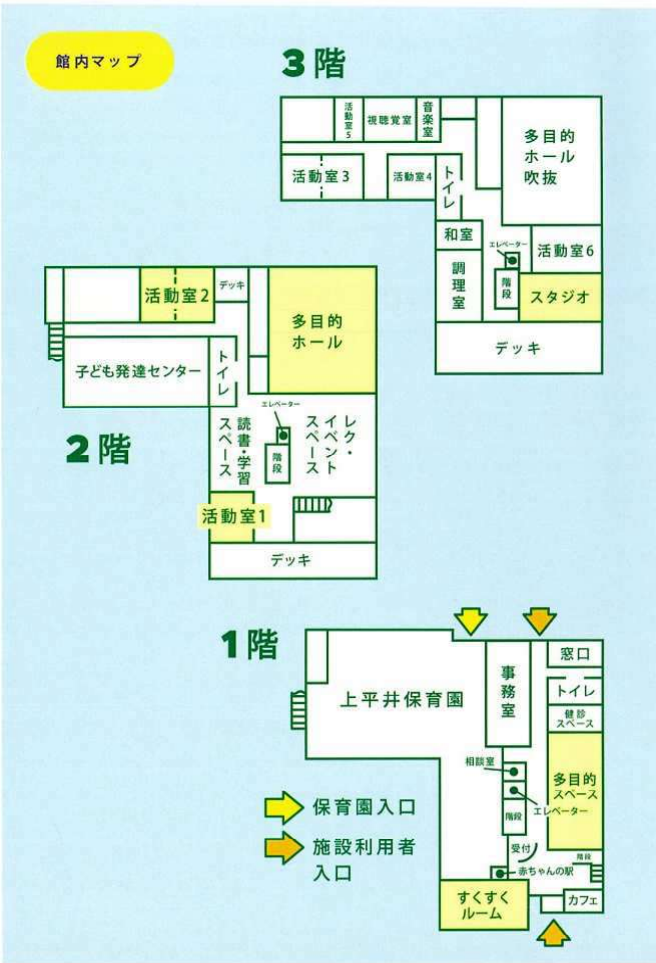 館内マップ
3階
活動室5
視聴覚室
音楽室
多目的
ホール
吹抜
活動室3
活動室4
トイレ
和室
エレベーター
活動室6
調理室
階段
スタジオ
デッキ
2階
活動室2
デッキ
多目的
ホール
子ども発達センター
トイレ
エレベーター
読書・学習
スペース
階段
レク・
イベント
スペース
活動室1
デッキ
1階
窓口
事務室
トイレ
上平井保育園
健診
スペース
相談室
多目的
スペース
エレベーター
階段
保育園入口
受付
施設利用者
入口
階段
赤ちゃんの駅
すくすく
ルーム
カフェ